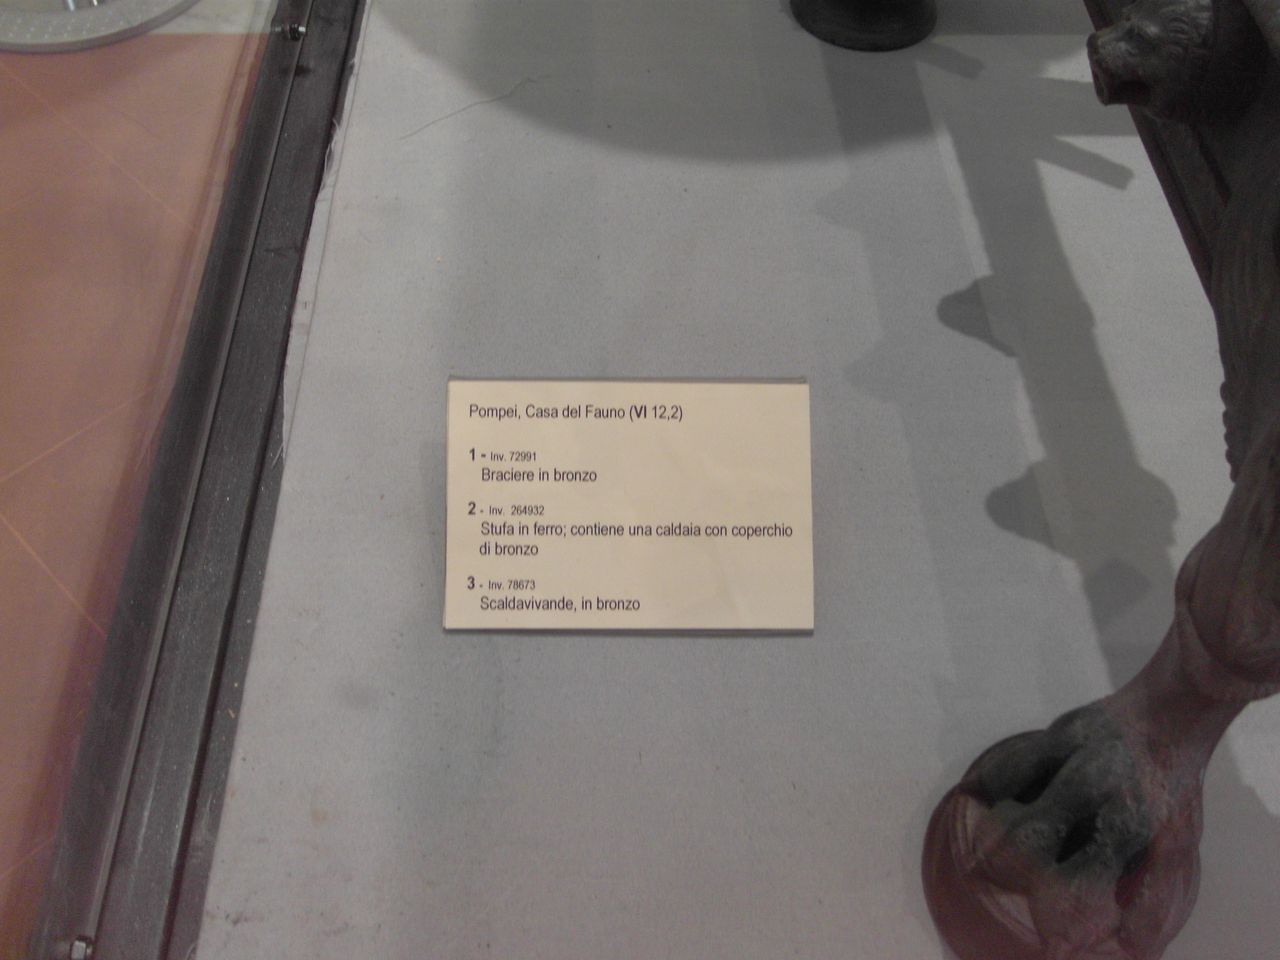 Pompei, Casa del Fauno (VI 12,2)
1 - Inv. 72991
Braciere in bronzo
2 - Inv. 264932
Stufa in ferro; contiene una caldaia con coperchio
di bronzo
3 - Inv. 78673
Scaldavivande, in bronzo